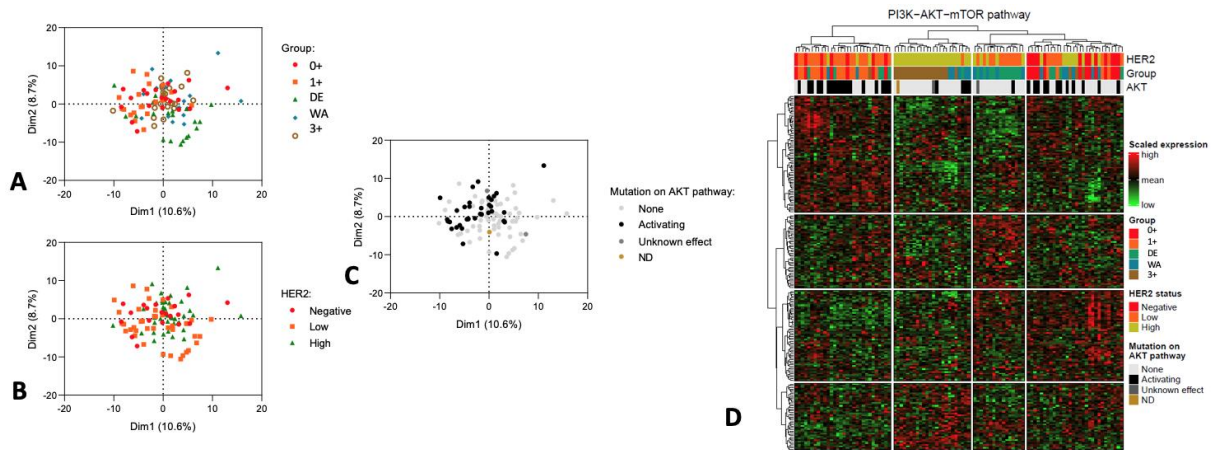 A
20
10
0
-10
-20
-20
-10
0
10
20
Dim2 (8.7%)
Dim1 (10.6%)
Group:
0+
1+
DE
WA
3+
B
20
10
0
-10
-20
-20
-10
0
10
20
Dim2 (8.7%)
Dim1 (10.6%)
HER2:
Negative
Low
High
C
20
10
0
-10
-20
-20
-10
0
10
20
Dim2 (8.7%)
Dim1 (10.6%)
Mutation on AKT pathway:
None
Activating
Unknown effect
ND
D
PI3K-AKT-mTOR pathway
HER2
Group
AKT
Scaled expression
high
mean
low
Group
0+
1+
DE
WA
3+
HER2 status
Negative
Low
High
Mutation on
AKT pathway
None
Activating
Unknown effect
ND